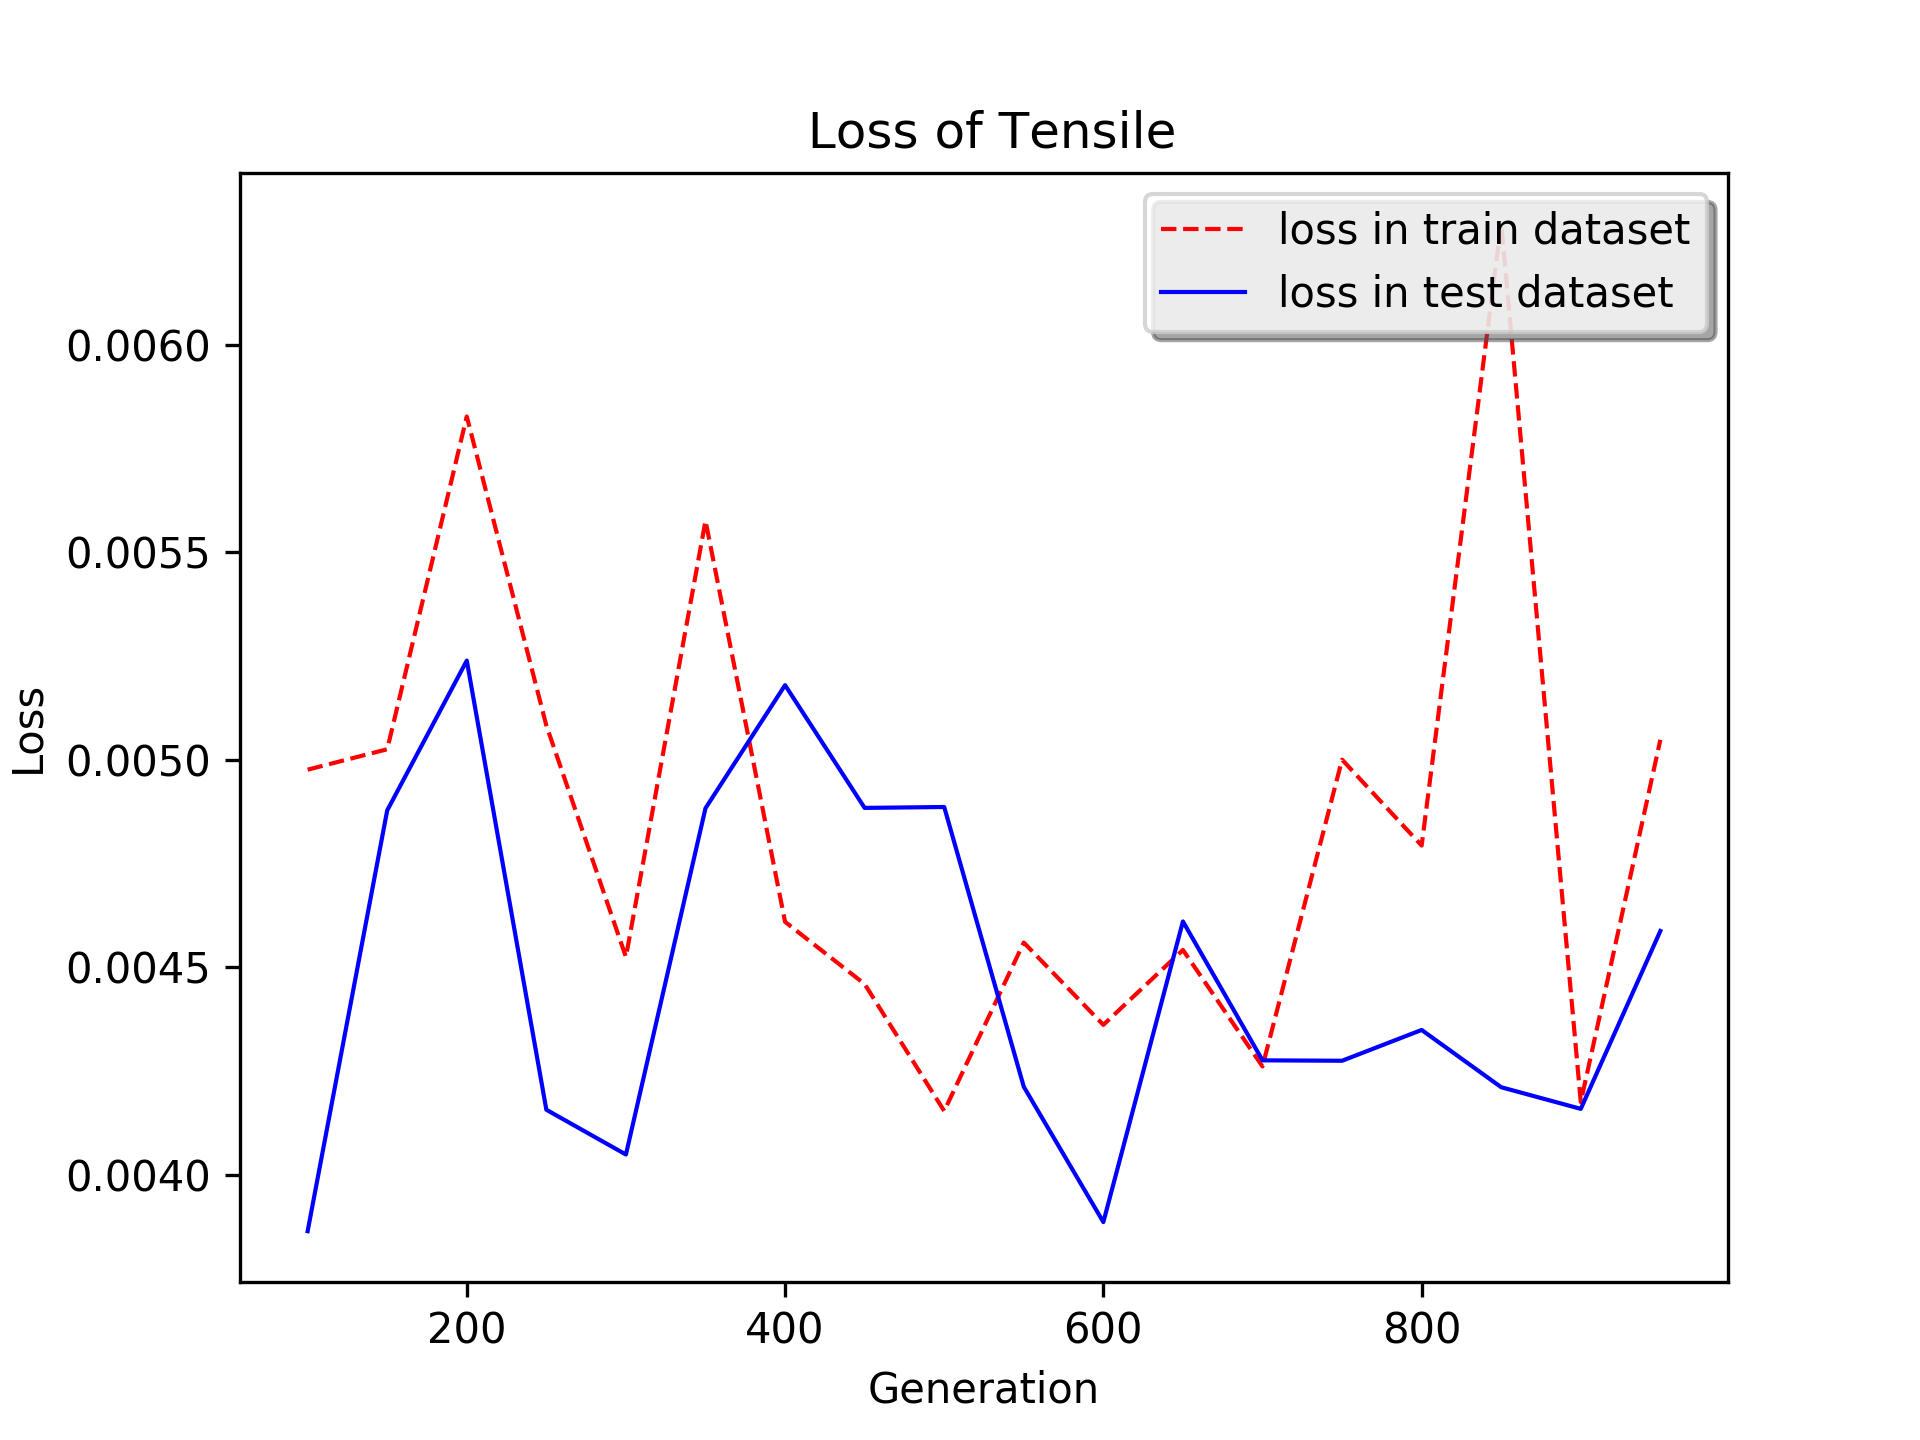 Loss of Tensile
loss in train dataset
loss in test dataset
0.0060
0.0055
0.0050
0.0045
0.0040
Loss
200 400 600 800
Generation